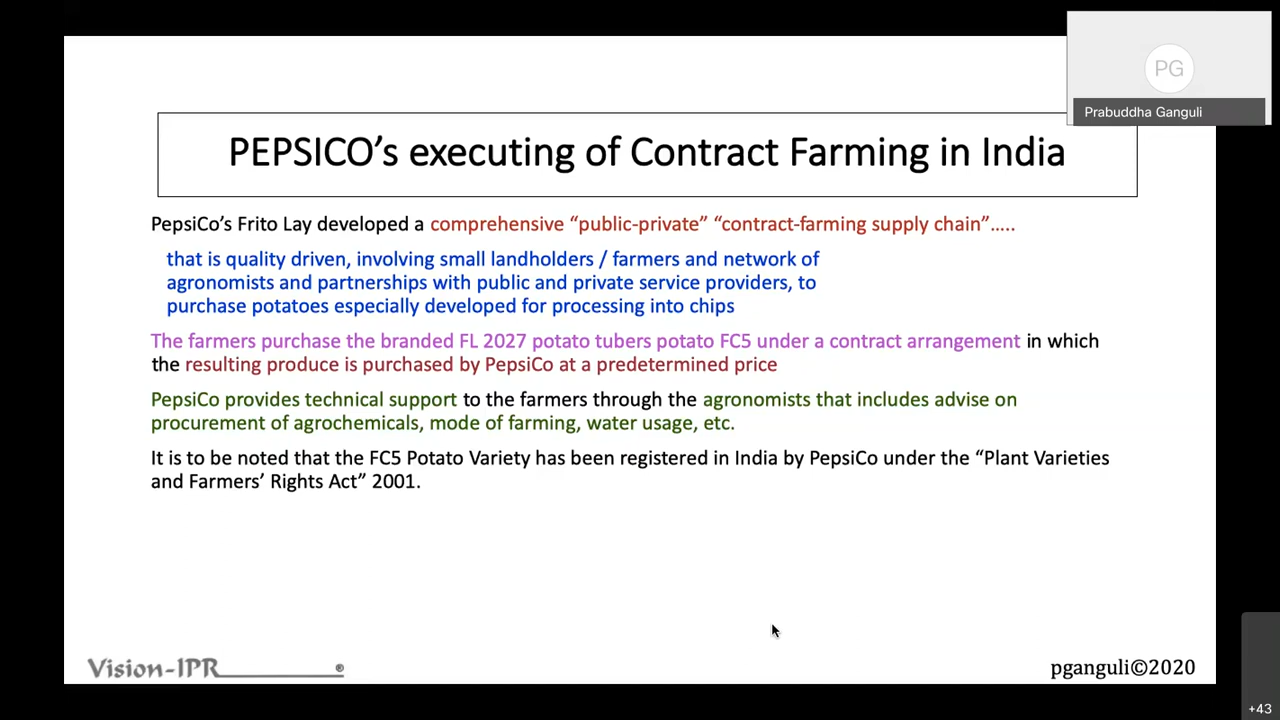 PG
Prabuddha Ganguli
PEPSICO’s executing of Contract Farming in India
PepsiCo’s Frito Lay developed a comprehensive “public-private” “contract-farming supply chain”.....
that is quality driven, involving small landholders / farmers and network of
agronomists and partnerships with public and private service providers, to
purchase potatoes especially developed for processing into chips
The farmers purchase the branded FL 2027 potato tubers potato FC5 under a contract arrangement in which
the resulting produce is purchased by PepsiCo at a predetermined price
PepsiCo provides technical support to the farmers through the agronomists that includes advise on
procurement of agrochemicals, mode of farming, water usage, etc.
It is to be noted that the FC5 Potato Variety has been registered in India by PepsiCo under the “Plant Varieties
and Farmers’ Rights Act” 2001.
Vision-IPR________®
pganguli©2020
+43